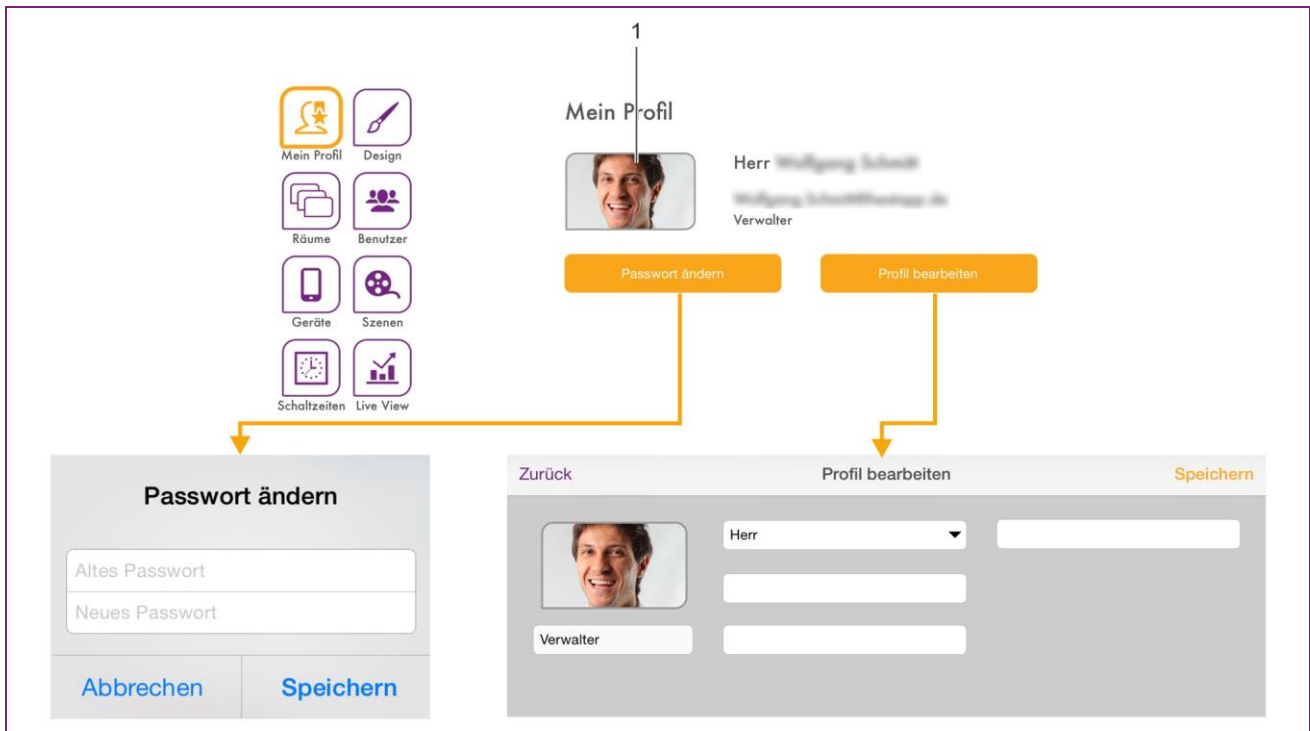 1
Mein Profil
Mein Profil Design
Räume Benutzer
Geräte Szenen
Schaltzeiten Live View
Herr
Verwalter
Passwort ändern
Profil bearbeiten
Passwort ändern
Altes Passwort
Neues Passwort
Abbrechen Speichern
Zurück Profil bearbeiten Speichern
Herr
Verwalter